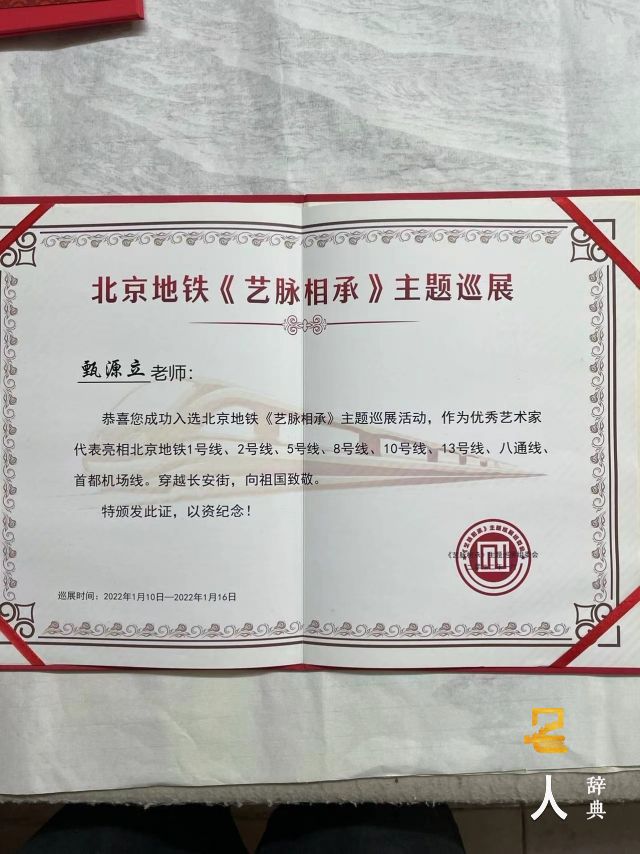 北京地铁《艺脉相承》主题巡展
甄源立老师：
恭喜您成功入选北京地铁《艺脉相承》主题巡展活动，作为优秀艺术家
代表亮相北京地铁1号线、2号线、5号线、8号线、10号线、13号线、八通线、
首都机场线。穿越长安街，向祖国致敬。
特颁发此证，以资纪念！
巡展时间：2022年1月10日—2022年1月16日
名人辞典